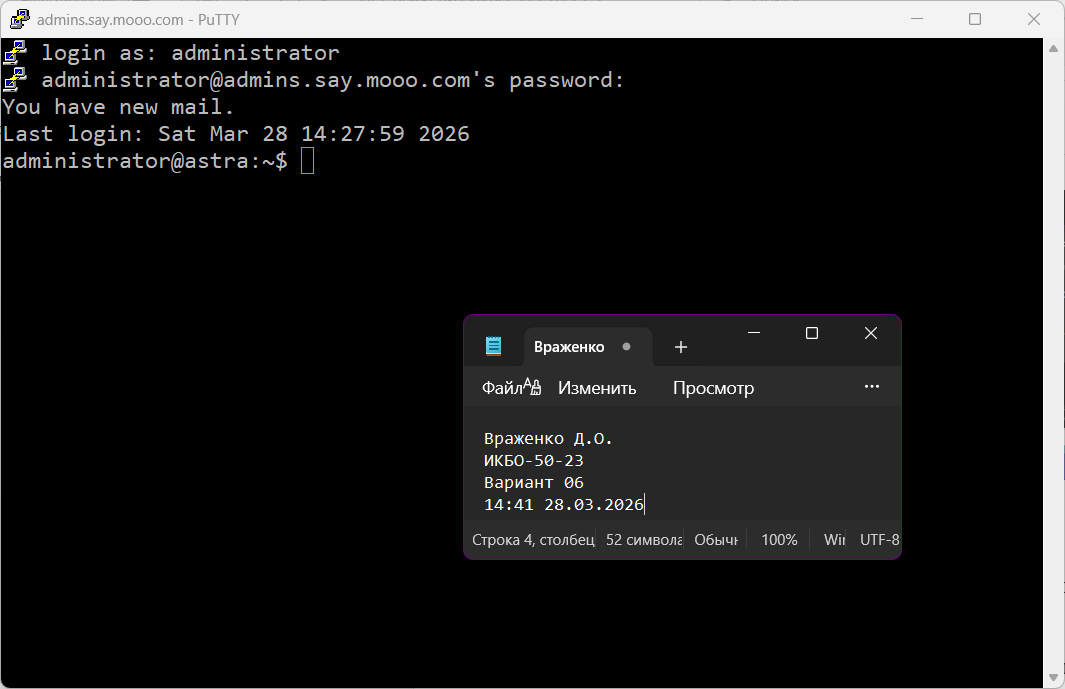 admins.say.mooo.com - PuTTY
login as: administrator
administrator@admins.say.mooo.com's password:
You have new mail.
Last login: Sat Mar 28 14:27:59 2026
administrator@astra:~$
Враженко
Файл Изменить Просмотр
Враженко Д.О.
ИКБО-50-23
Вариант 06
14:41 28.03.2026
Строка 4, столбец 52 символа Обычн 100% Win UTF-8